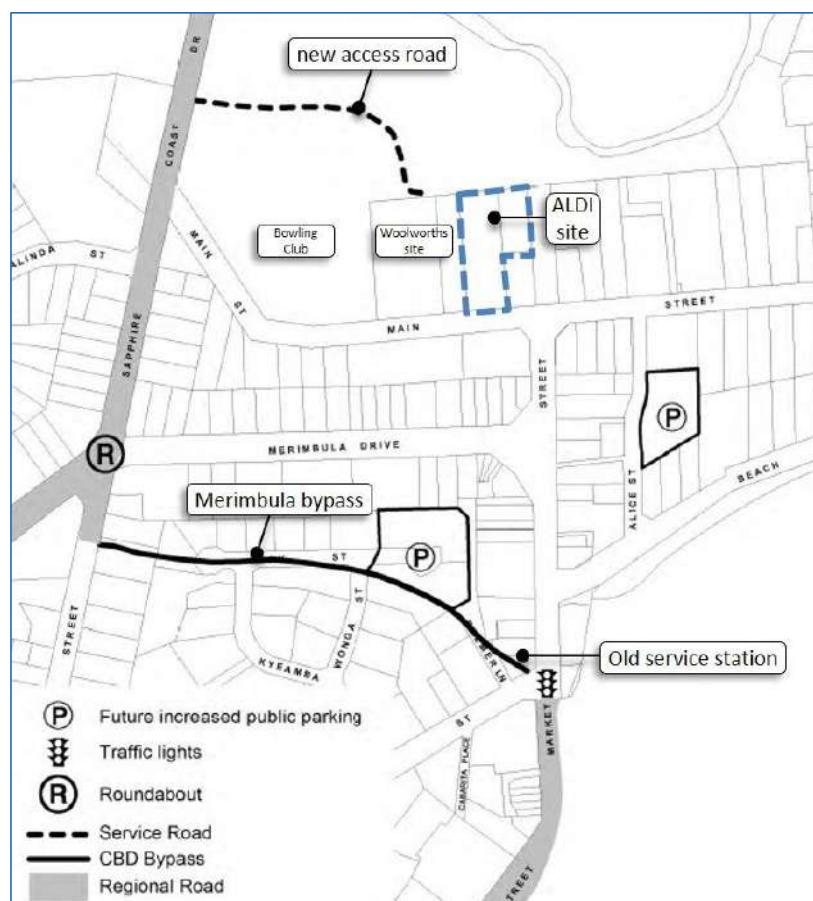 DR
new access road
COAST
ALDI
site
Bowling
Club
Woolworths
site
MAIN
ST
ALINDA ST
SAPPHIRE
MAIN
STREET
STREET
MERIMBULA DRIVE
P
R
ALICE ST
BEACH
Merimbula bypass
P
ST
WONGA ST
KYEAMBA
STREET
LN
Old service station
ST
MARKET
CABARITA PLACE
STREET
P Future increased public parking
Traffic lights
R Roundabout
Service Road
CBD Bypass
Regional Road